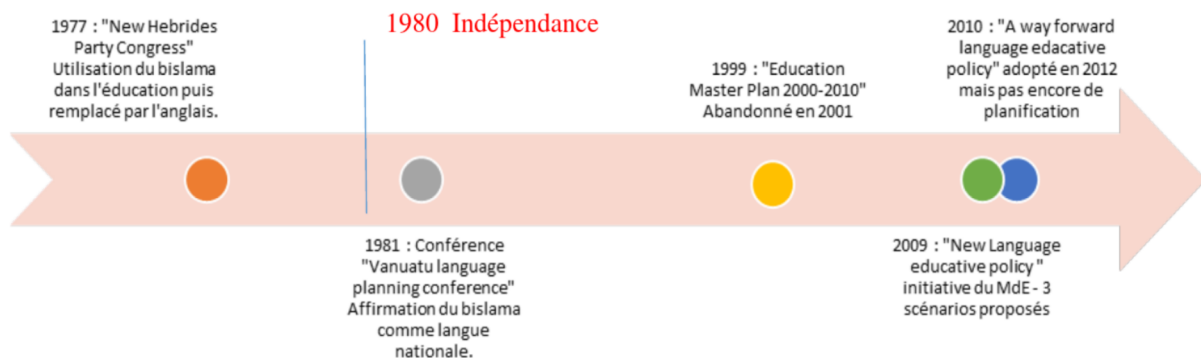 1977 : "New Hebrides
Party Congress"
Utilisation du bislama
dans l'éducation puis
remplacé par l'anglais.
1980 Indépendance
1999 : "Education
Master Plan 2000-2010"
Abandonné en 2001
2010 : "A way forward
language edacative
policy" adopté en 2012
mais pas encore de
planification
1981 : Conférence
"Vanuatu language
planning conference"
Affirmation du bislama
comme langue
nationale.
2009 : "New Language
educative policy "
initiative du MdE - 3
scénarios proposés